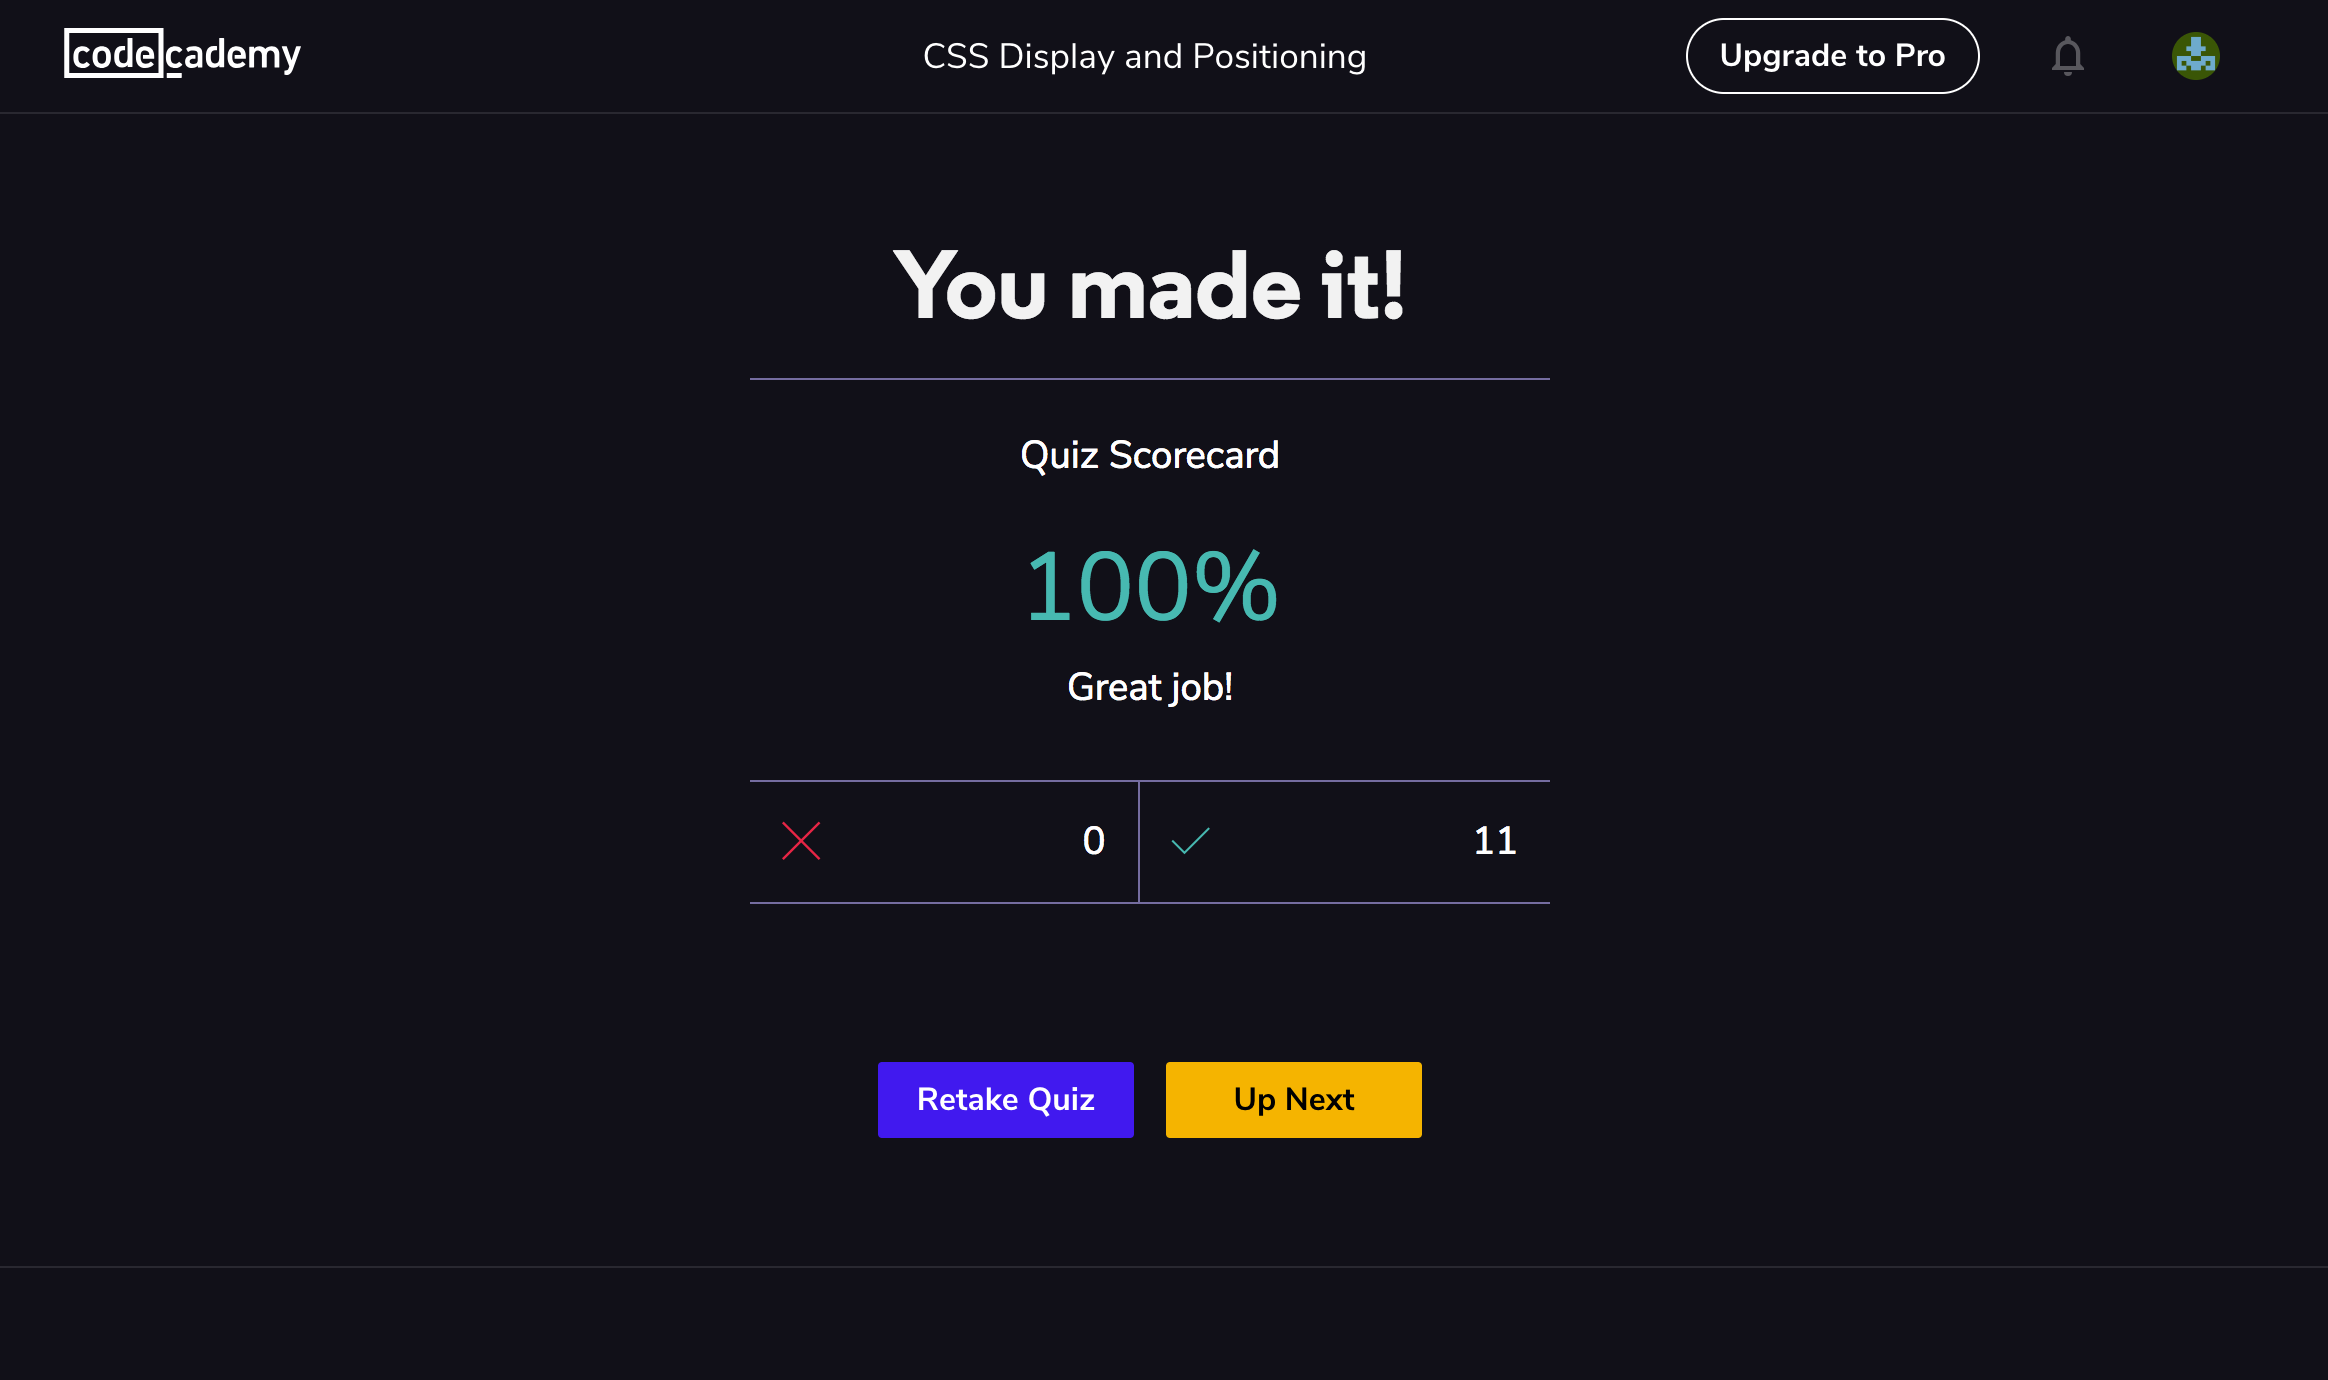 codecademy
CSS Display and Positioning
Upgrade to Pro
You made it!
Quiz Scorecard
100%
Great job!
0
11
Retake Quiz
Up Next